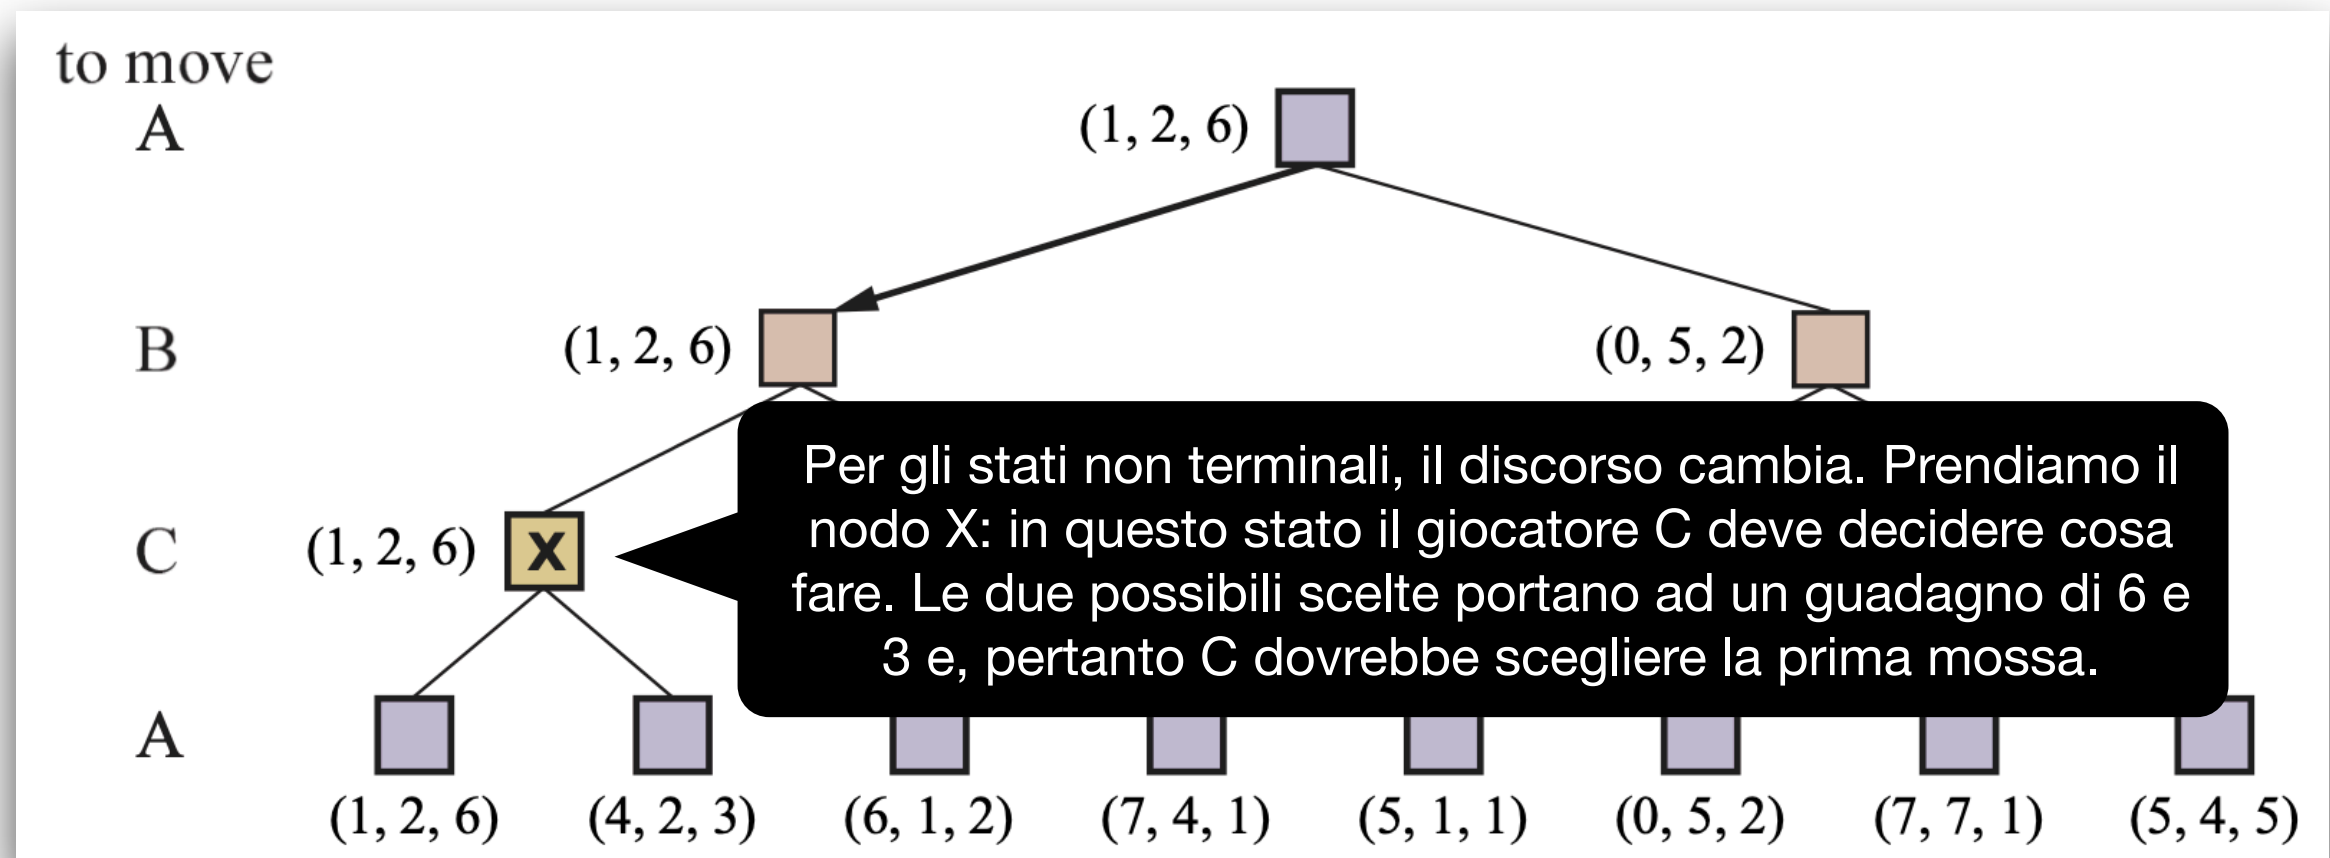 to move
A
(1, 2, 6)
B
(1, 2, 6)
(0, 5, 2)
Per gli stati non terminali, il discorso cambia. Prendiamo il
nodo X: in questo stato il giocatore C deve decidere cosa
fare. Le due possibili scelte portano ad un guadagno di 6 e
3 e, pertanto C dovrebbe scegliere la prima mossa.
C
(1, 2, 6)
X
A
(1, 2, 6)
(4, 2, 3)
(6, 1, 2)
(7, 4, 1)
(5, 1, 1)
(0, 5, 2)
(7, 7, 1)
(5, 4, 5)